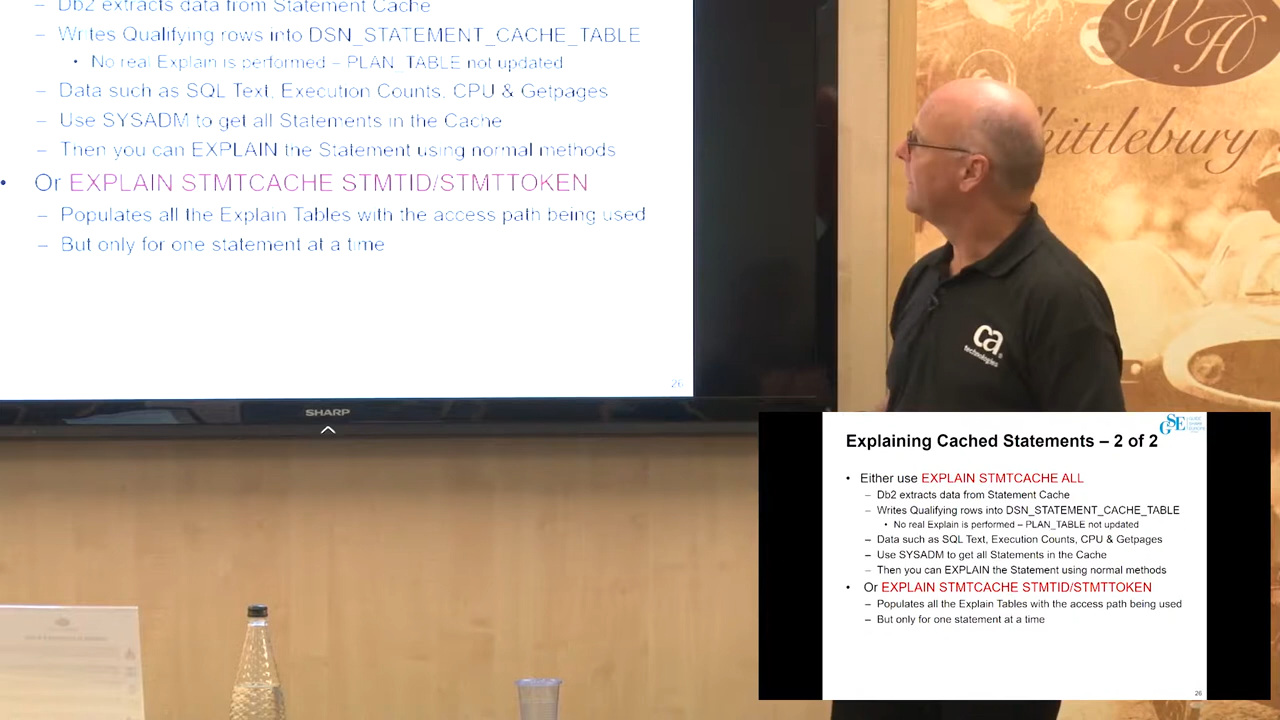 Db2 extracts data from Statement Cache
– Writes Qualifying rows into DSN_STATEMENT_CACHE_TABLE
• No real Explain is performed – PLAN_TABLE not updated
– Data such as SQL Text, Execution Counts, CPU & Getpages
– Use SYSADM to get all Statements in the Cache
– Then you can EXPLAIN the Statement using normal methods
• Or EXPLAIN STMTCACHE STMTID/STMTTOKEN
– Populates all the Explain Tables with the access path being used
– But only for one statement at a time
26
SHARP
WH
hittlebury
ca
technologies
GSE
Explaining Cached Statements – 2 of 2
• Either use EXPLAIN STMTCACHE ALL
– Db2 extracts data from Statement Cache
– Writes Qualifying rows into DSN_STATEMENT_CACHE_TABLE
• No real Explain is performed – PLAN_TABLE not updated
– Data such as SQL Text, Execution Counts, CPU & Getpages
– Use SYSADM to get all Statements in the Cache
– Then you can EXPLAIN the Statement using normal methods
• Or EXPLAIN STMTCACHE STMTID/STMTTOKEN
– Populates all the Explain Tables with the access path being used
– But only for one statement at a time
26